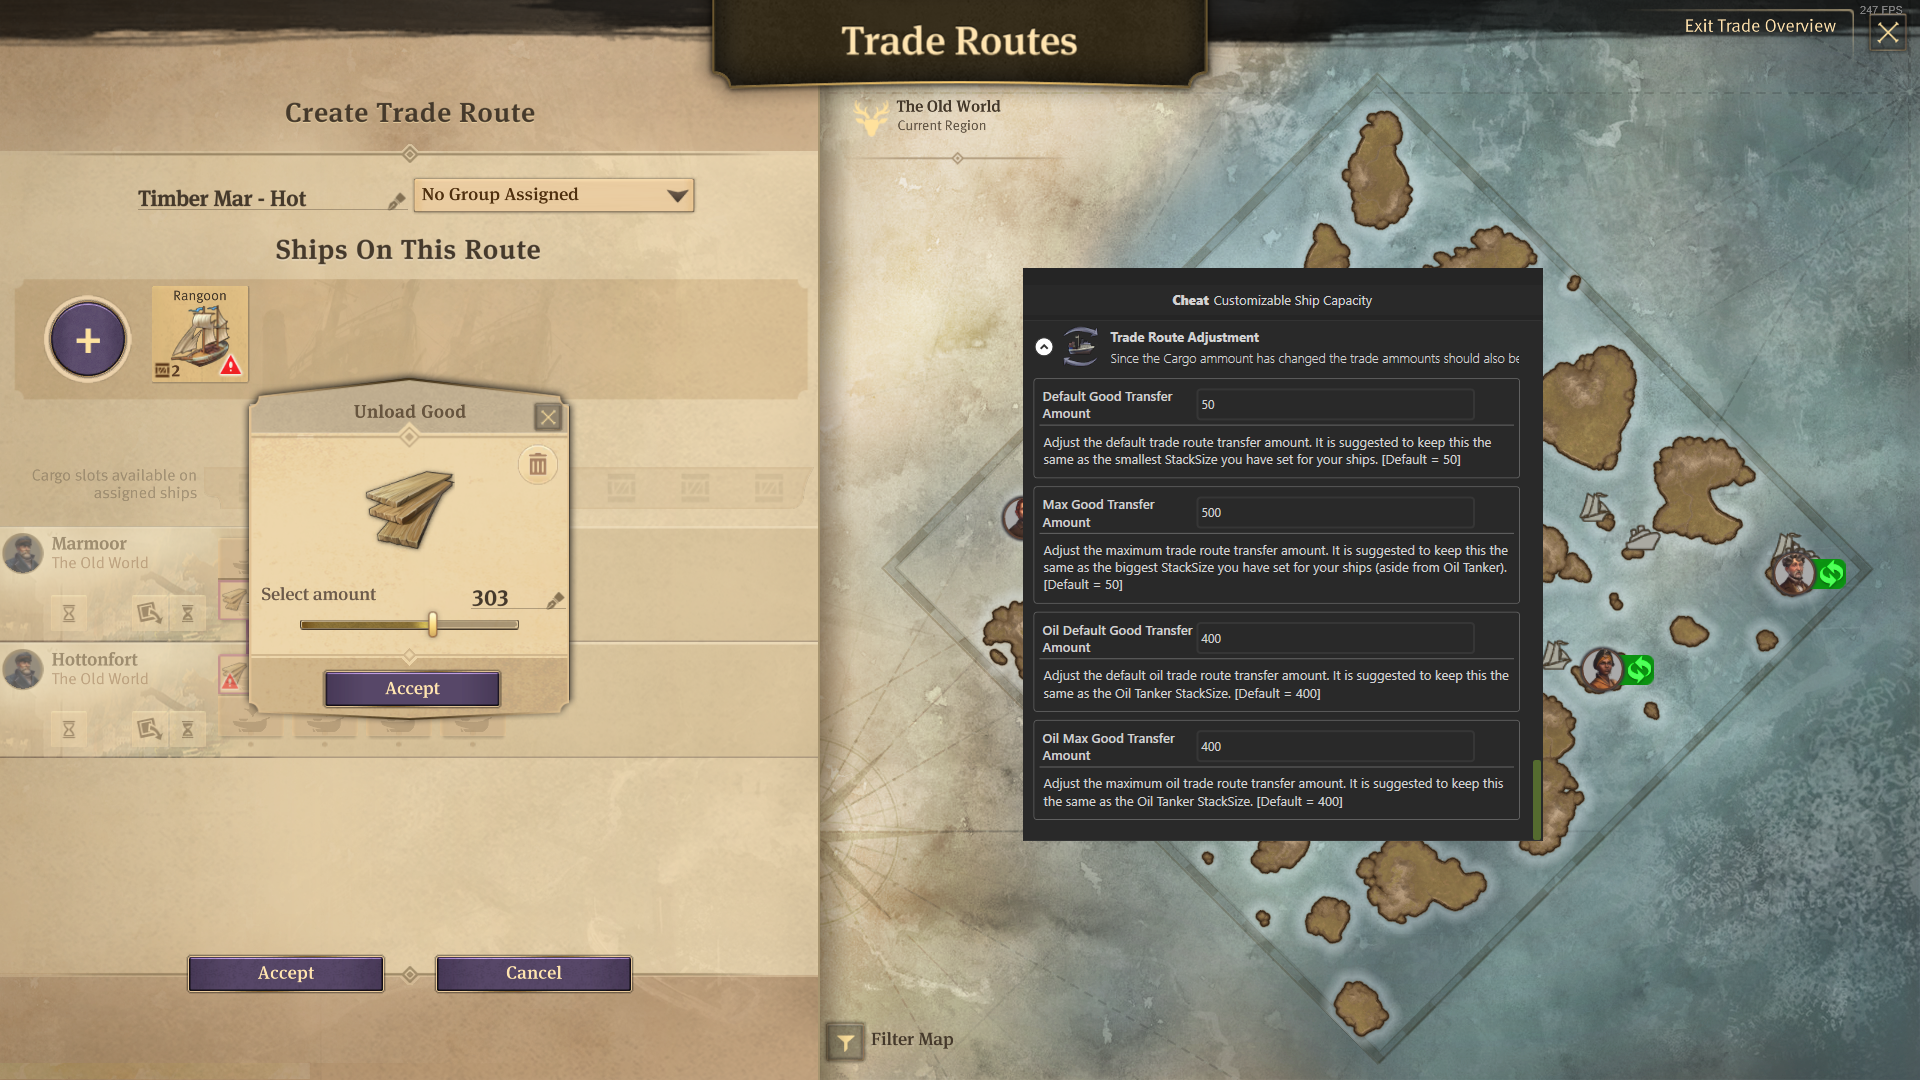 Trade Routes
247 FPS
Exit Trade Overview
Create Trade Route
Timber Mar - Hot
No Group Assigned
Ships On This Route
Rangoon
2
Unload Good
Cargo slots available on
assigned ships
Marmoor
The Old World
Select amount
303
Hottonfort
The Old World
Accept
Accept
Cancel
The Old World
Current Region
Cheat Customizable Ship Capacity
Trade Route Adjustment
Since the Cargo ammount has changed the trade ammounts should also be
Default Good Transfer
Amount
50
Adjust the default trade route transfer amount. It is suggested to keep this the
same as the smallest StackSize you have set for your ships. [Default = 50]
Max Good Transfer
Amount
500
Adjust the maximum trade route transfer amount. It is suggested to keep this the
same as the biggest StackSize you have set for your ships (aside from Oil Tanker).
[Default = 50]
Oil Default Good Transfer
Amount
400
Adjust the default oil trade route transfer amount. It is suggested to keep this the
same as the Oil Tanker StackSize. [Default = 400]
Oil Max Good Transfer
Amount
400
Adjust the maximum oil trade route transfer amount. It is suggested to keep this
the same as the Oil Tanker StackSize. [Default = 400]
Filter Map